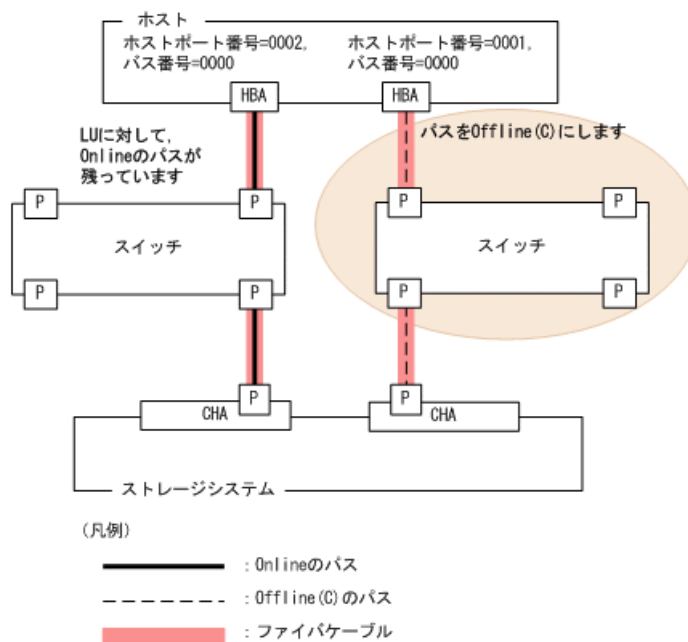 ホスト
ホストポート番号=0002,
バス番号=0000
ホストポート番号=0001,
バス番号=0000
HBA
HBA
LUに対して,
Onlineのパスが
残っています
パスをOffline(C)にします
P
P
P
P
スイッチ
スイッチ
P
P
P
P
P
P
CHA
CHA
ストレージシステム
(凡例)
:Onlineのパス
:Offline(C)のパス
:ファイバケーブル